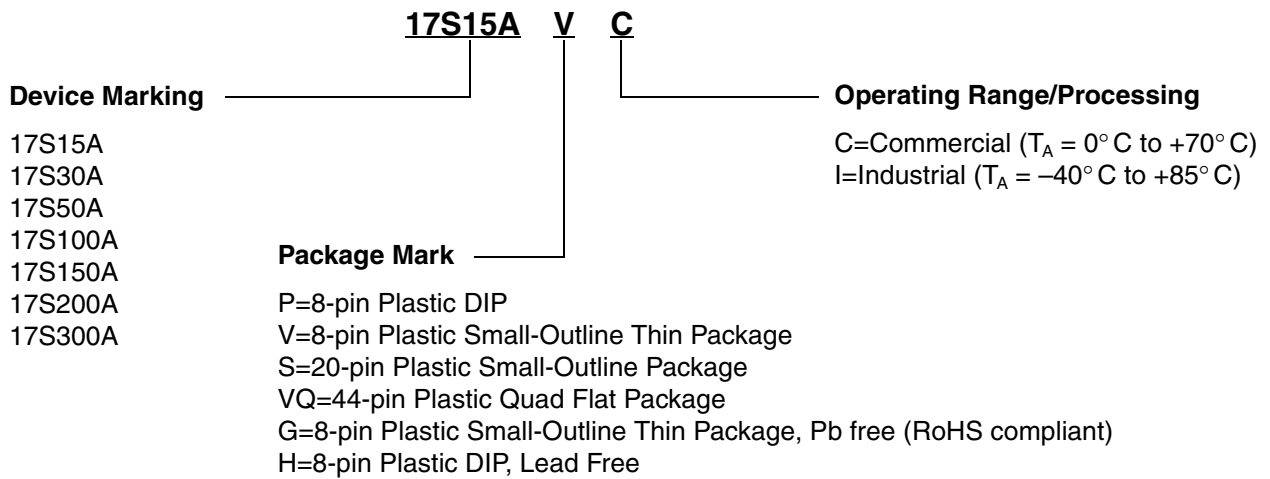 17S15A V C
Device Marking
17S15A
17S30A
17S50A
17S100A
17S150A
17S200A
17S300A
Operating Range/Processing
C=Commercial (TA = 0° C to +70° C)
I=Industrial (TA = –40° C to +85° C)
Package Mark
P=8-pin Plastic DIP
V=8-pin Plastic Small-Outline Thin Package
S=20-pin Plastic Small-Outline Package
VQ=44-pin Plastic Quad Flat Package
G=8-pin Plastic Small-Outline Thin Package, Pb free (RoHS compliant)
H=8-pin Plastic DIP, Lead Free